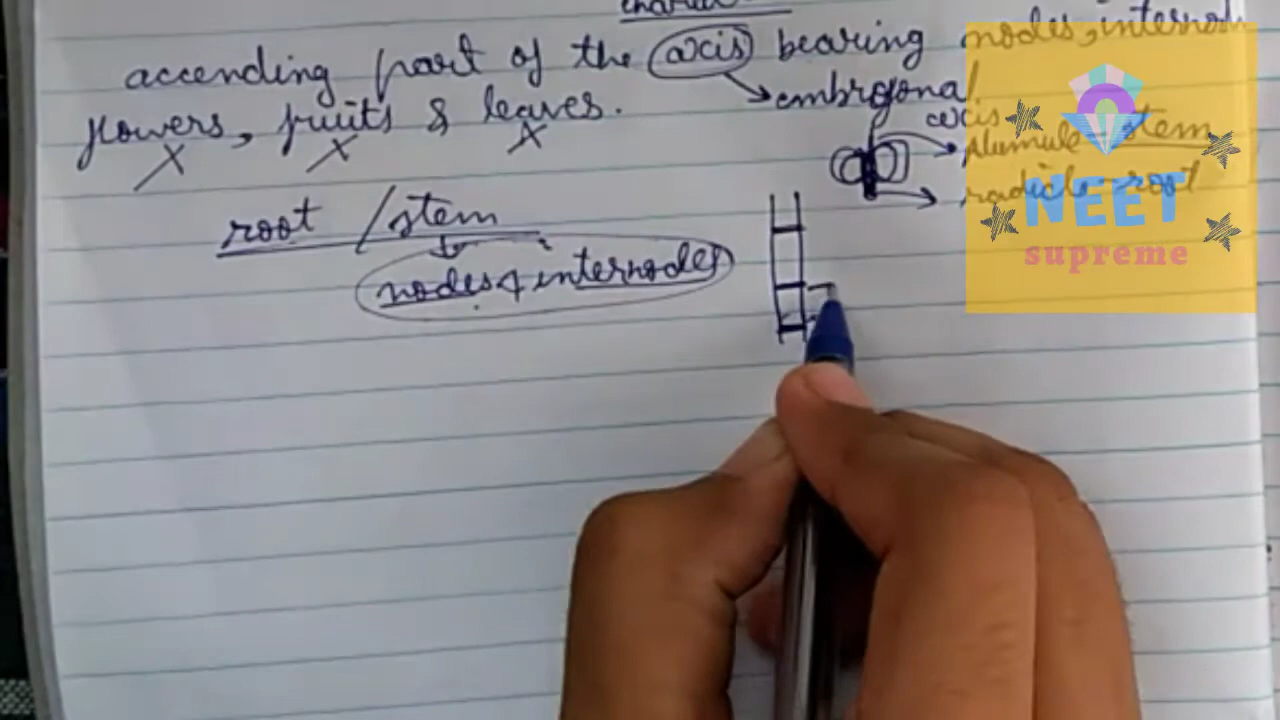 accending part of the axis bearing nodes, internod
embryonal
flowers, fruits & leaves.
axis
plumule stem
radicle root
root / stem
nodes & internodes
NEET
supreme